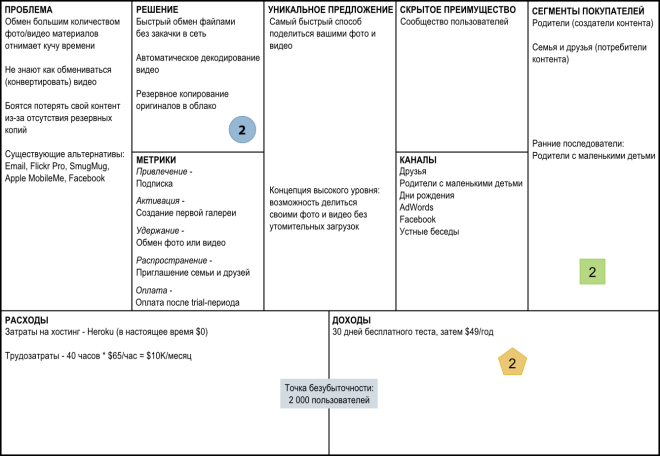 ПРОБЛЕМА
Обмен большим количеством
фото/видео материалов
отнимает кучу времени
Не знают как обмениваться
(конвертировать) видео
Боятся потерять свой контент
из-за отсутствия резервных
копий
Существующие альтернативы:
Email, Flickr Pro, SmugMug,
Apple MobileMe, Facebook
РЕШЕНИЕ
Быстрый обмен файлами
без закачки в сеть
Автоматическое декодирование
видео
Резервное копирование
оригиналов в облако
2
МЕТРИКИ
Привлечение -
Подписка
Активация -
Создание первой галереи
Удержание -
Обмен фото или видео
Распространение -
Приглашение семьи и друзей
Оплата -
Оплата после trial-периода
УНИКАЛЬНОЕ ПРЕДЛОЖЕНИЕ
Самый быстрый способ
поделиться вашими фото и
видео
Концепция высокого уровня:
возможность делиться
своими фото и видео без
утомительных загрузок
СКРЫТОЕ ПРЕИМУЩЕСТВО
Сообщество пользователей
КАНАЛЫ
Друзья
Родители с маленькими детьми
Дни рождения
AdWords
Facebook
Устные беседы
СЕГМЕНТЫ ПОКУПАТЕЛЕЙ
Родители (создатели контента)
Семья и друзья (потребители
контента)
Ранние последователи:
Родители с маленькими детьми
2
РАСХОДЫ
Затраты на хостинг - Heroku (в настоящее время $0)
Трудозатраты - 40 часов * $65/час = $10K/месяц
ДОХОДЫ
30 дней бесплатного теста, затем $49/год
2
Точка безубыточности:
2 000 пользователей